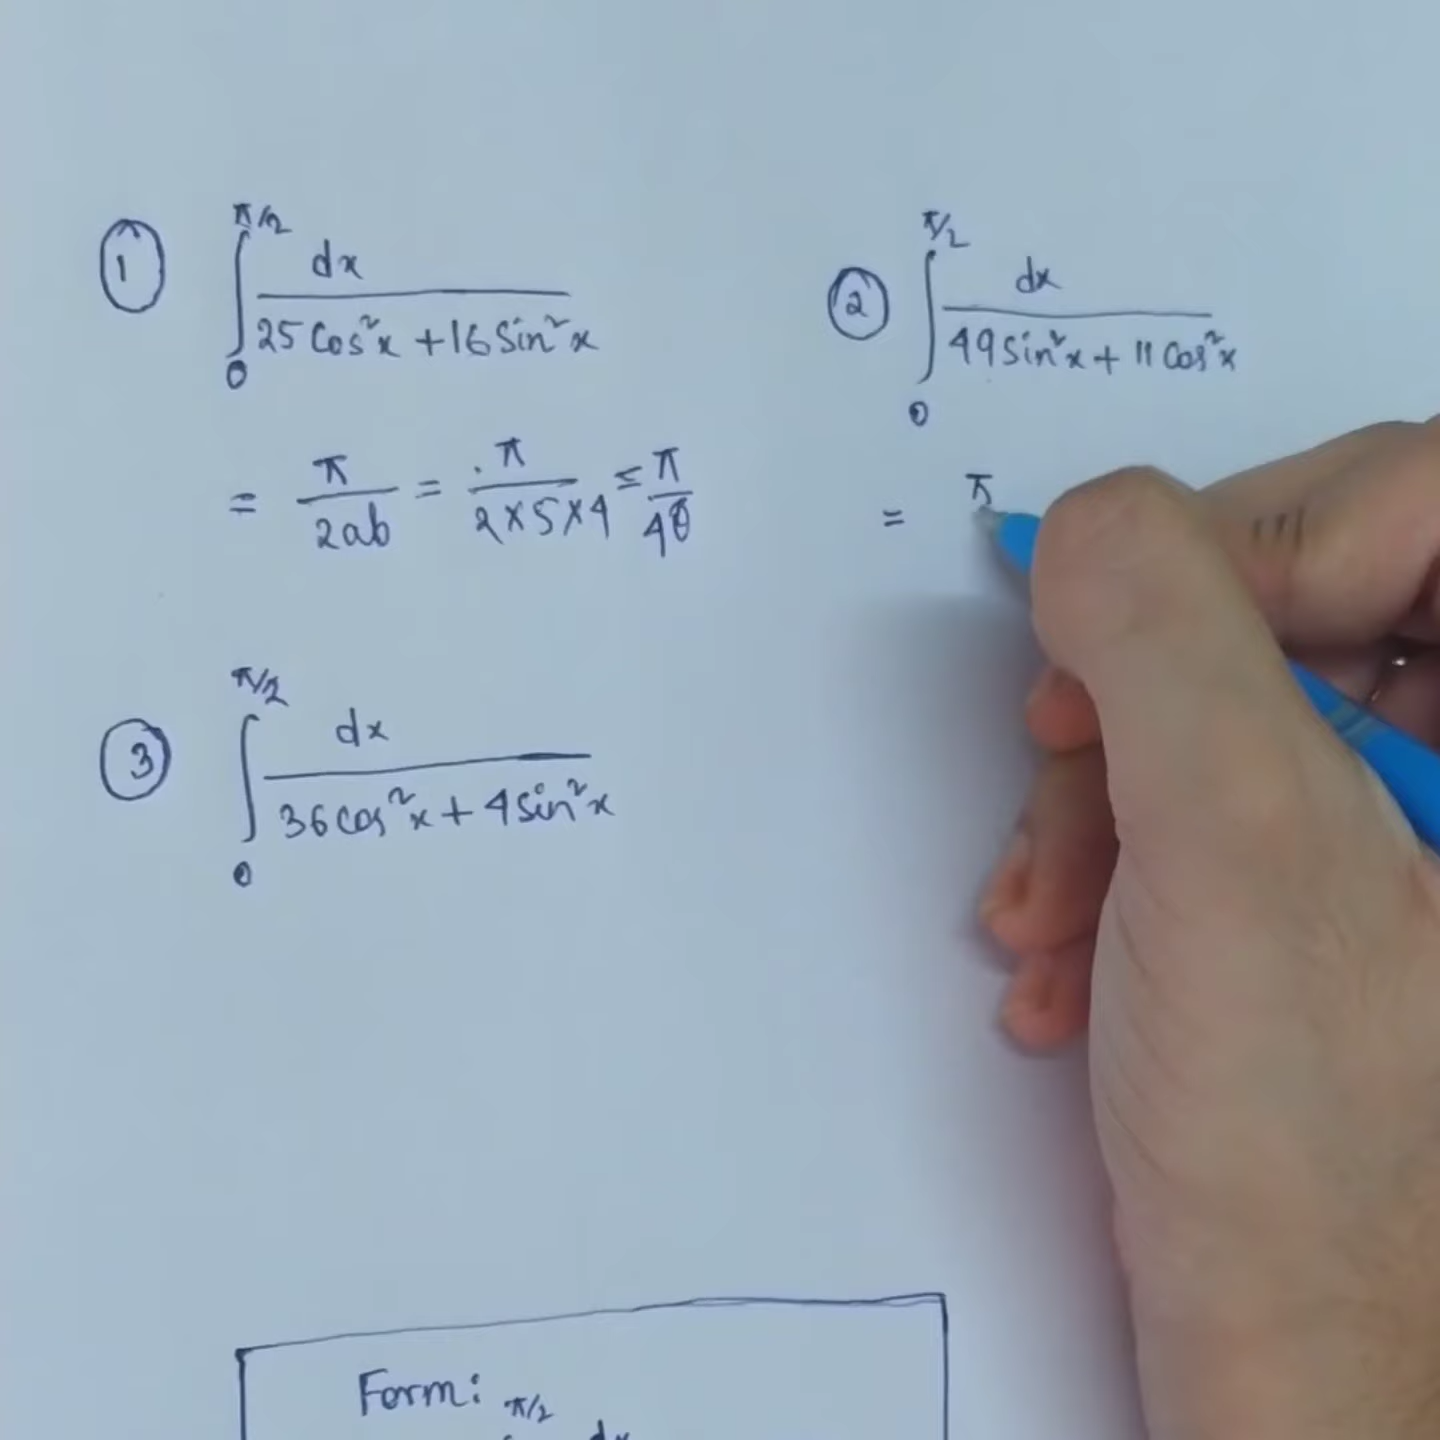 ① ∫₀^π/2 dx / (25 Cos²x + 16 Sin²x)
= π/2ab = π/(2×5×4) = π/40
② ∫₀^π/2 dx / (49 Sin²x + 11 Cos²x)
= π
③ ∫₀^π/2 dx / (36 cos²x + 4 Sin²x)
Form:
π/2
dx